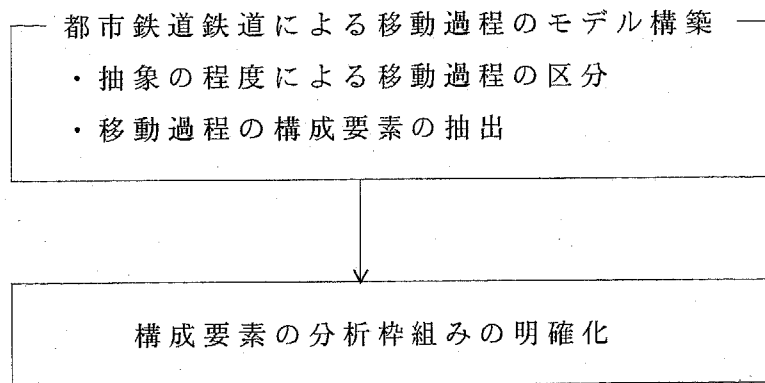 都市鉄道鉄道による移動過程のモデル構築
・抽象の程度による移動過程の区分
・移動過程の構成要素の抽出
構成要素の分析枠組みの明確化